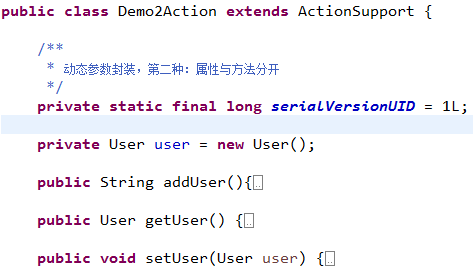 public class Demo2Action extends ActionSupport {
/**
* 动态参数封装，第二种：属性与方法分开
*/
private static final long serialVersionUID = 1L;
private User user = new User();
public String addUser(){
public User getUser() {
public void setUser(User user) {